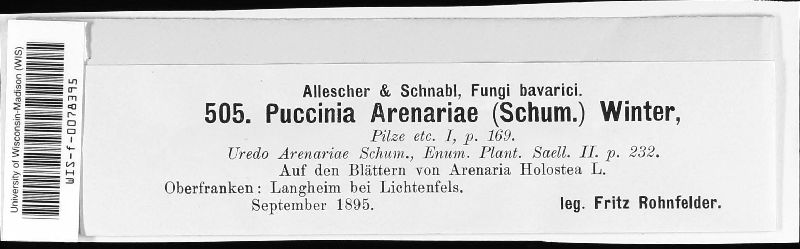 University of Wisconsin-Madison (WIS)
WIS-f-0078395
Allescher & Schnabl, Fungi bavarici.
505. Puccinia Arenariae (Schum.) Winter,
Pilze etc. I, p. 169.
Uredo Arenariae Schum., Enum. Plant. Saell. II. p. 232.
Auf den Blättern von Arenaria Holostea L.
Oberfranken: Langheim bei Lichtenfels.
September 1895. leg. Fritz Rohnfelder.